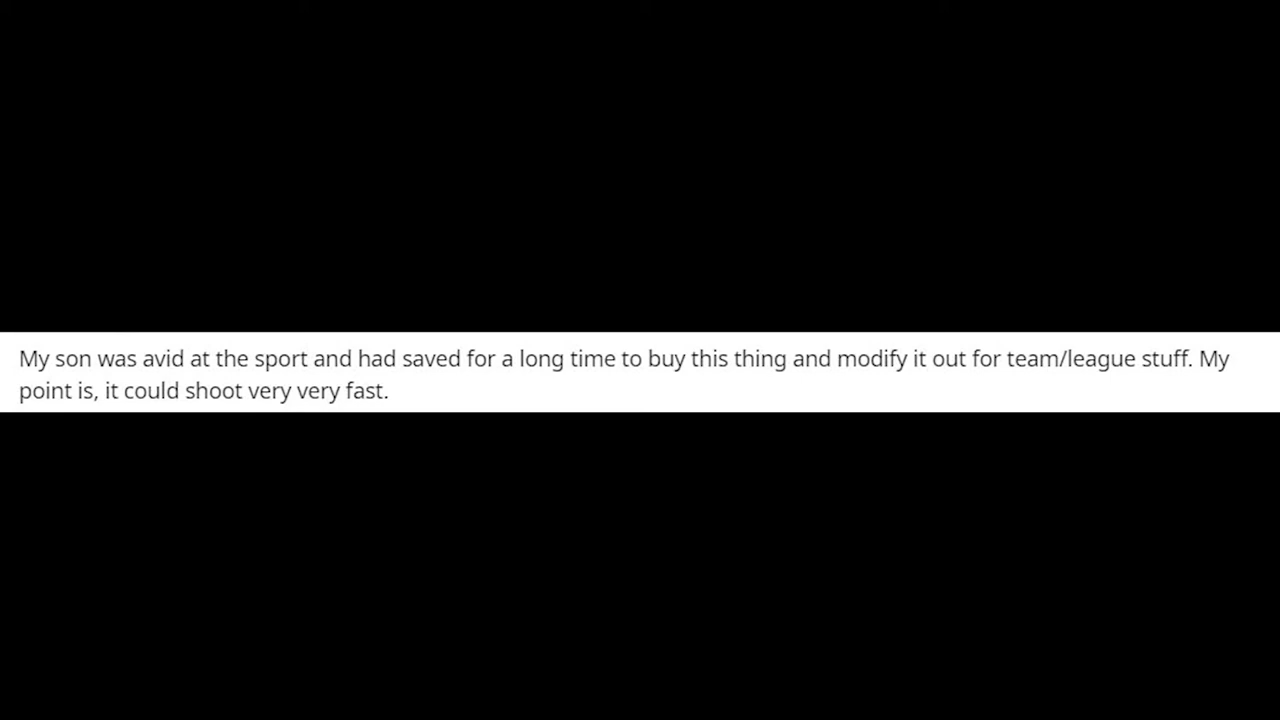 My son was avid at the sport and had saved for a long time to buy this thing and modify it out for team/league stuff. My
point is, it could shoot very very fast.